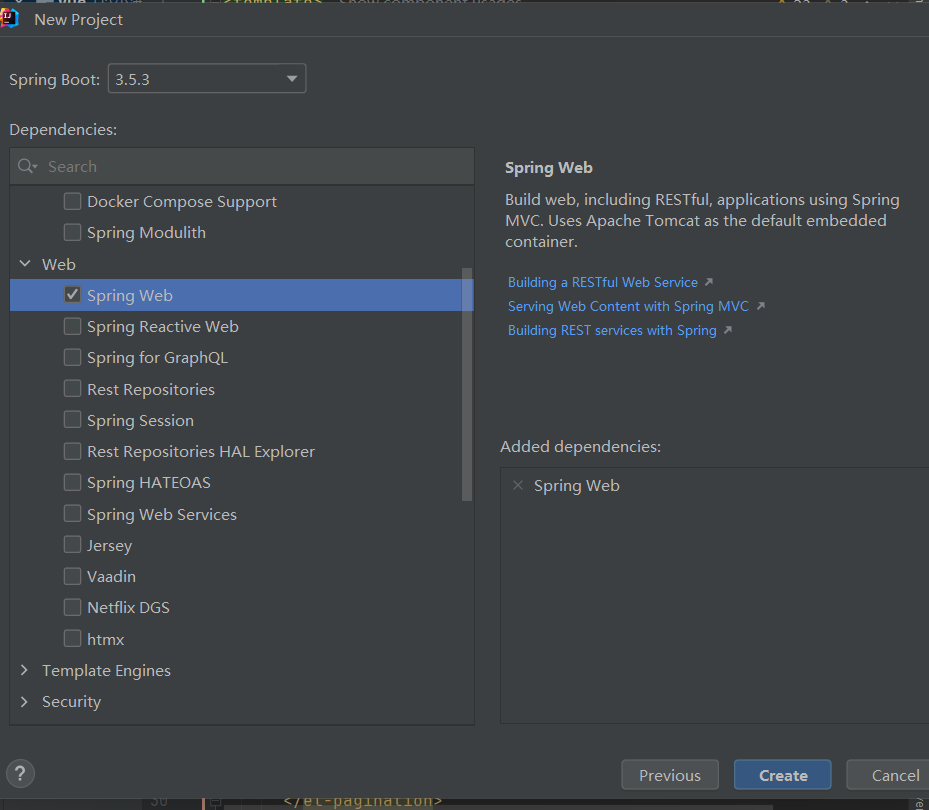 <template> Show component usages
New Project
Spring Boot: 3.5.3
Dependencies:
Search
Docker Compose Support
Spring Modulith
Web
Spring Web
Spring Reactive Web
Spring for GraphQL
Rest Repositories
Spring Session
Rest Repositories HAL Explorer
Spring HATEOAS
Spring Web Services
Jersey
Vaadin
Netflix DGS
htmx
Template Engines
Security
Spring Web
Build web, including RESTful, applications using Spring
MVC. Uses Apache Tomcat as the default embedded
container.
Building a RESTful Web Service
Serving Web Content with Spring MVC
Building REST services with Spring
Added dependencies:
Spring Web
?
Previous
Create
Cancel
36
</el-pagination>